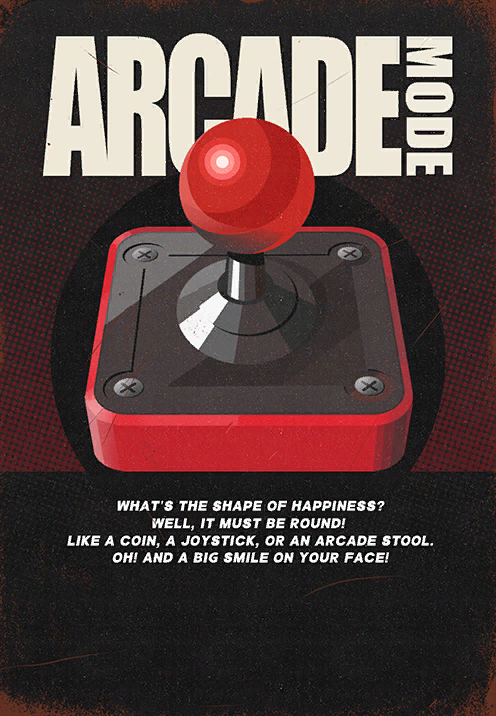 ARCADE
MODE
WHAT'S THE SHAPE OF HAPPINESS?
WELL, IT MUST BE ROUND!
LIKE A COIN, A JOYSTICK, OR AN ARCADE STOOL.
OH! AND A BIG SMILE ON YOUR FACE!